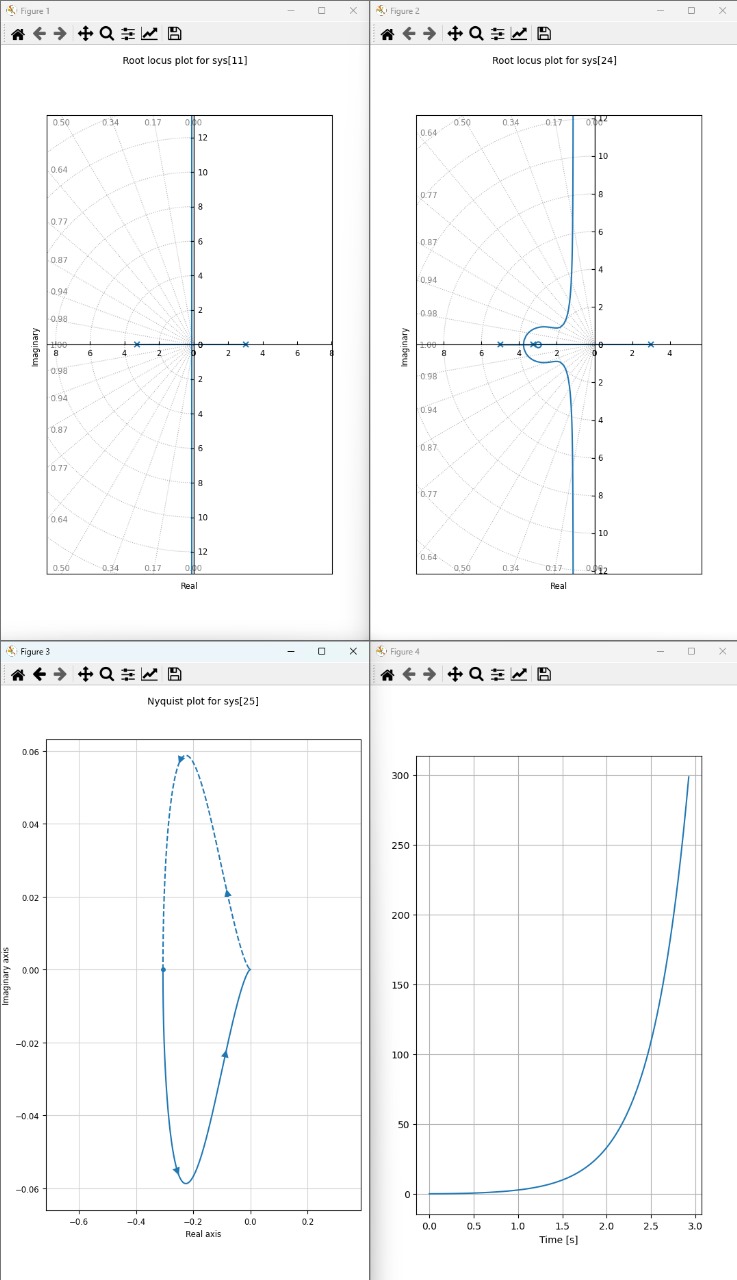 Figure 1
Root locus plot for sys[11]
0.50 0.34 0.17 0.00
12
0.64
10
0.77
8
0.87
6
0.94
4
0.98
2
1.00
0
8 6 4 2 0 2 4 6 8
0.98
2
0.94
4
0.87
6
0.77
8
0.64
10
12
0.50 0.34 0.17 0.00
Imaginary
Real
Figure 2
Root locus plot for sys[24]
0.64 0.50 0.34 0.17 0.00
12
10
0.77
8
0.87
6
0.94
4
0.98
2
1.00
0
8 6 4 2 0 2 4
0.98
2
0.94
4
0.87
6
0.77
8
10
0.64
0.50 0.34 0.17 0.00
12
Imaginary
Real
Figure 3
Nyquist plot for sys[25]
0.06
0.04
0.02
0.00
−0.02
−0.04
−0.06
−0.6 −0.4 −0.2 0.0 0.2
Imaginary axis
Real axis
Figure 4
300
250
200
150
100
50
0
0.0 0.5 1.0 1.5 2.0 2.5 3.0
Time [s]